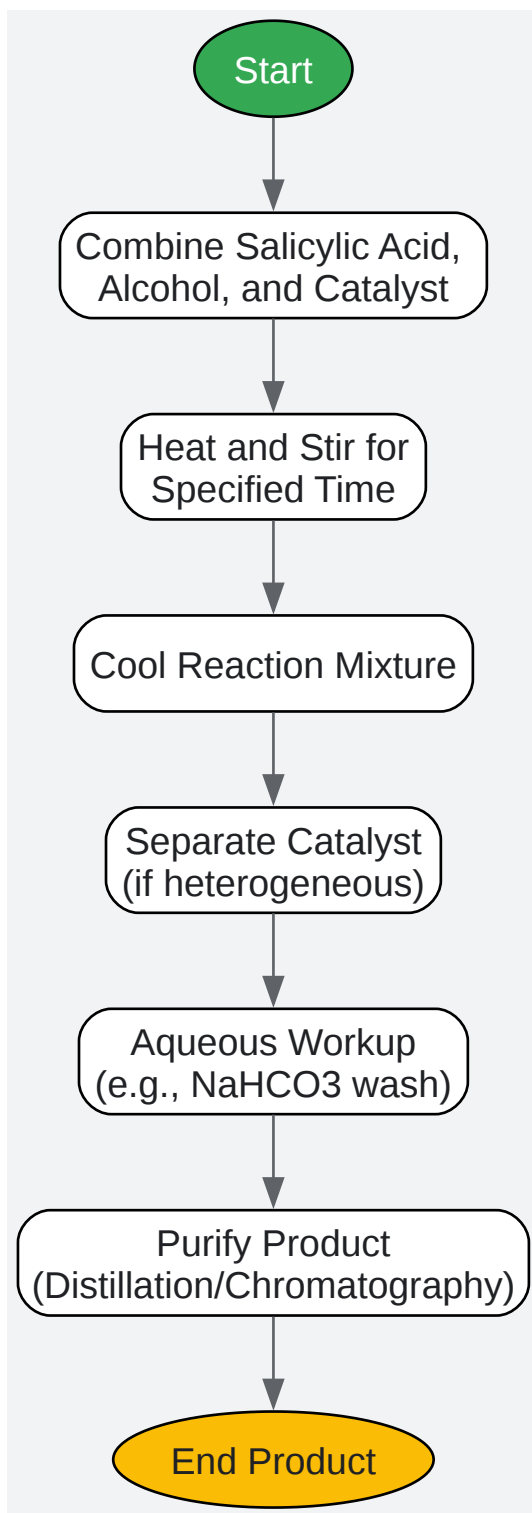 Start
Combine Salicylic Acid,
Alcohol, and Catalyst
Heat and Stir for
Specified Time
Cool Reaction Mixture
Separate Catalyst
(if heterogeneous)
Aqueous Workup
(e.g., NaHCO3 wash)
Purify Product
(Distillation/Chromatography)
End Product